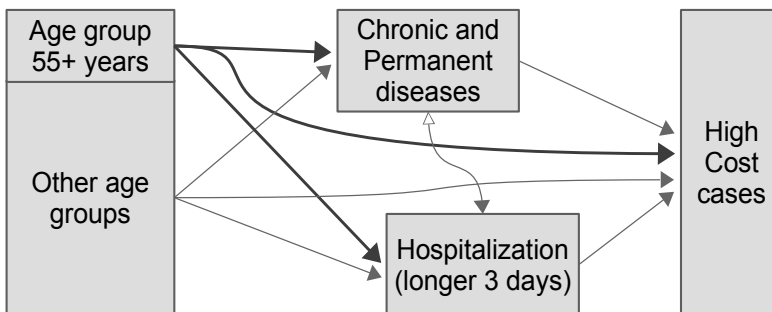 Age group
55+ years
Other age
groups
Chronic and
Permanent
diseases
Hospitalization
(longer 3 days)
High
Cost
cases